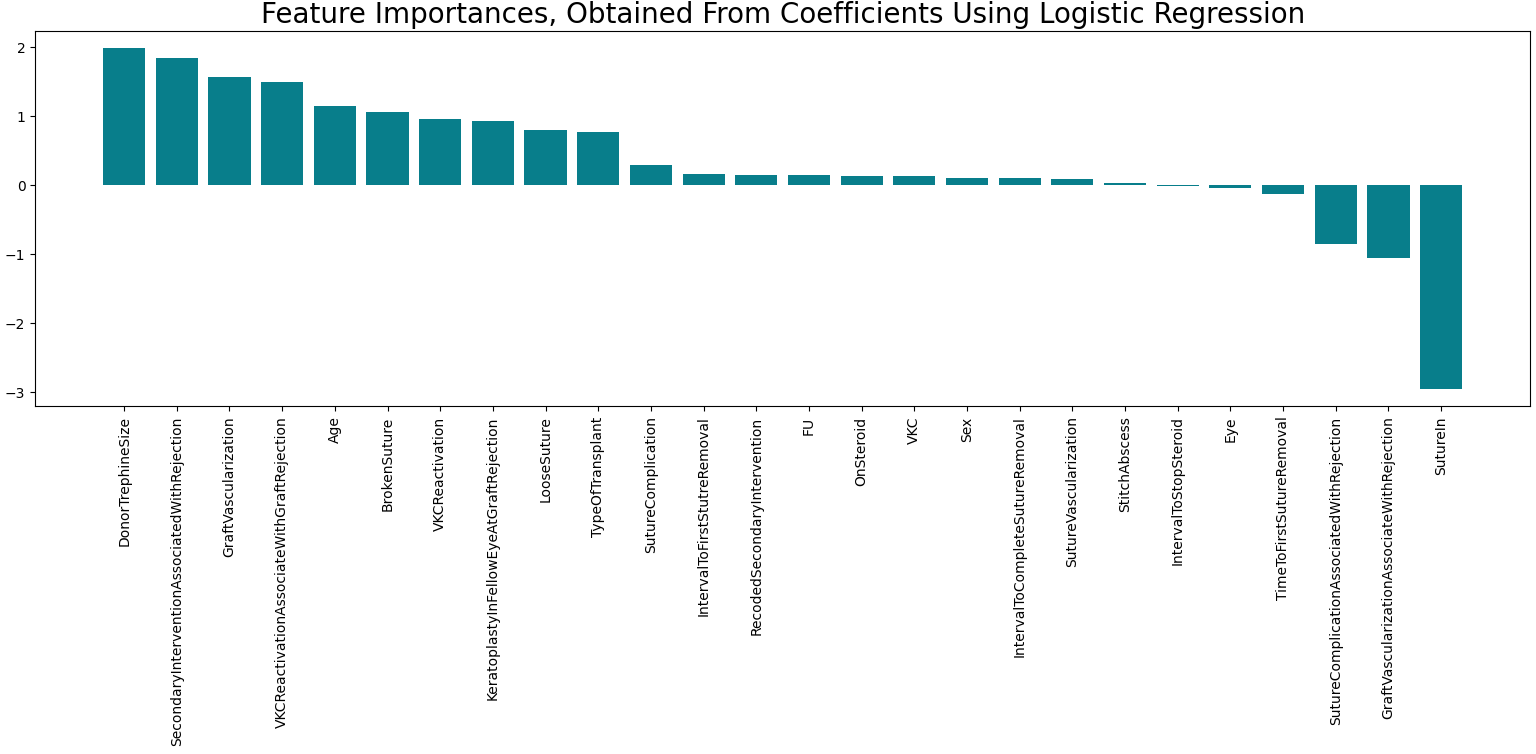 Feature Importances, Obtained From Coefficients Using Logistic Regression
2
1
0
−1
−2
−3
DonorTrephineSize
SecondaryInterventionAssociatedWithRejection
GraftVascularization
VKCReactivationAssociateWithGraftRejection
Age
BrokenSuture
VKCReactivation
KeratoplastyInFellowEyeAtGraftRejection
LooseSuture
TypeOfTransplant
SutureComplication
IntervalToFirstStutreRemoval
RecodedSecondaryIntervention
FU
OnSteroid
VKC
Sex
IntervalToCompleteSutureRemoval
SutureVascularization
StitchAbscess
IntervalToStopSteroid
Eye
TimeToFirstSutureRemoval
SutureComplicationAssociatedWithRejection
GraftVascularizationAssociateWithRejection
SutureIn